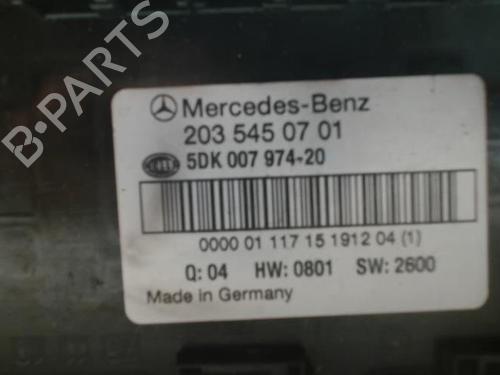 B-PARTS
Mercedes-Benz
203 545 07 01
HELLA 5DK 007 974-20
0000 01 117 15 1912 04 (1)
Q: 04 HW: 0801 SW: 2600
Made in Germany